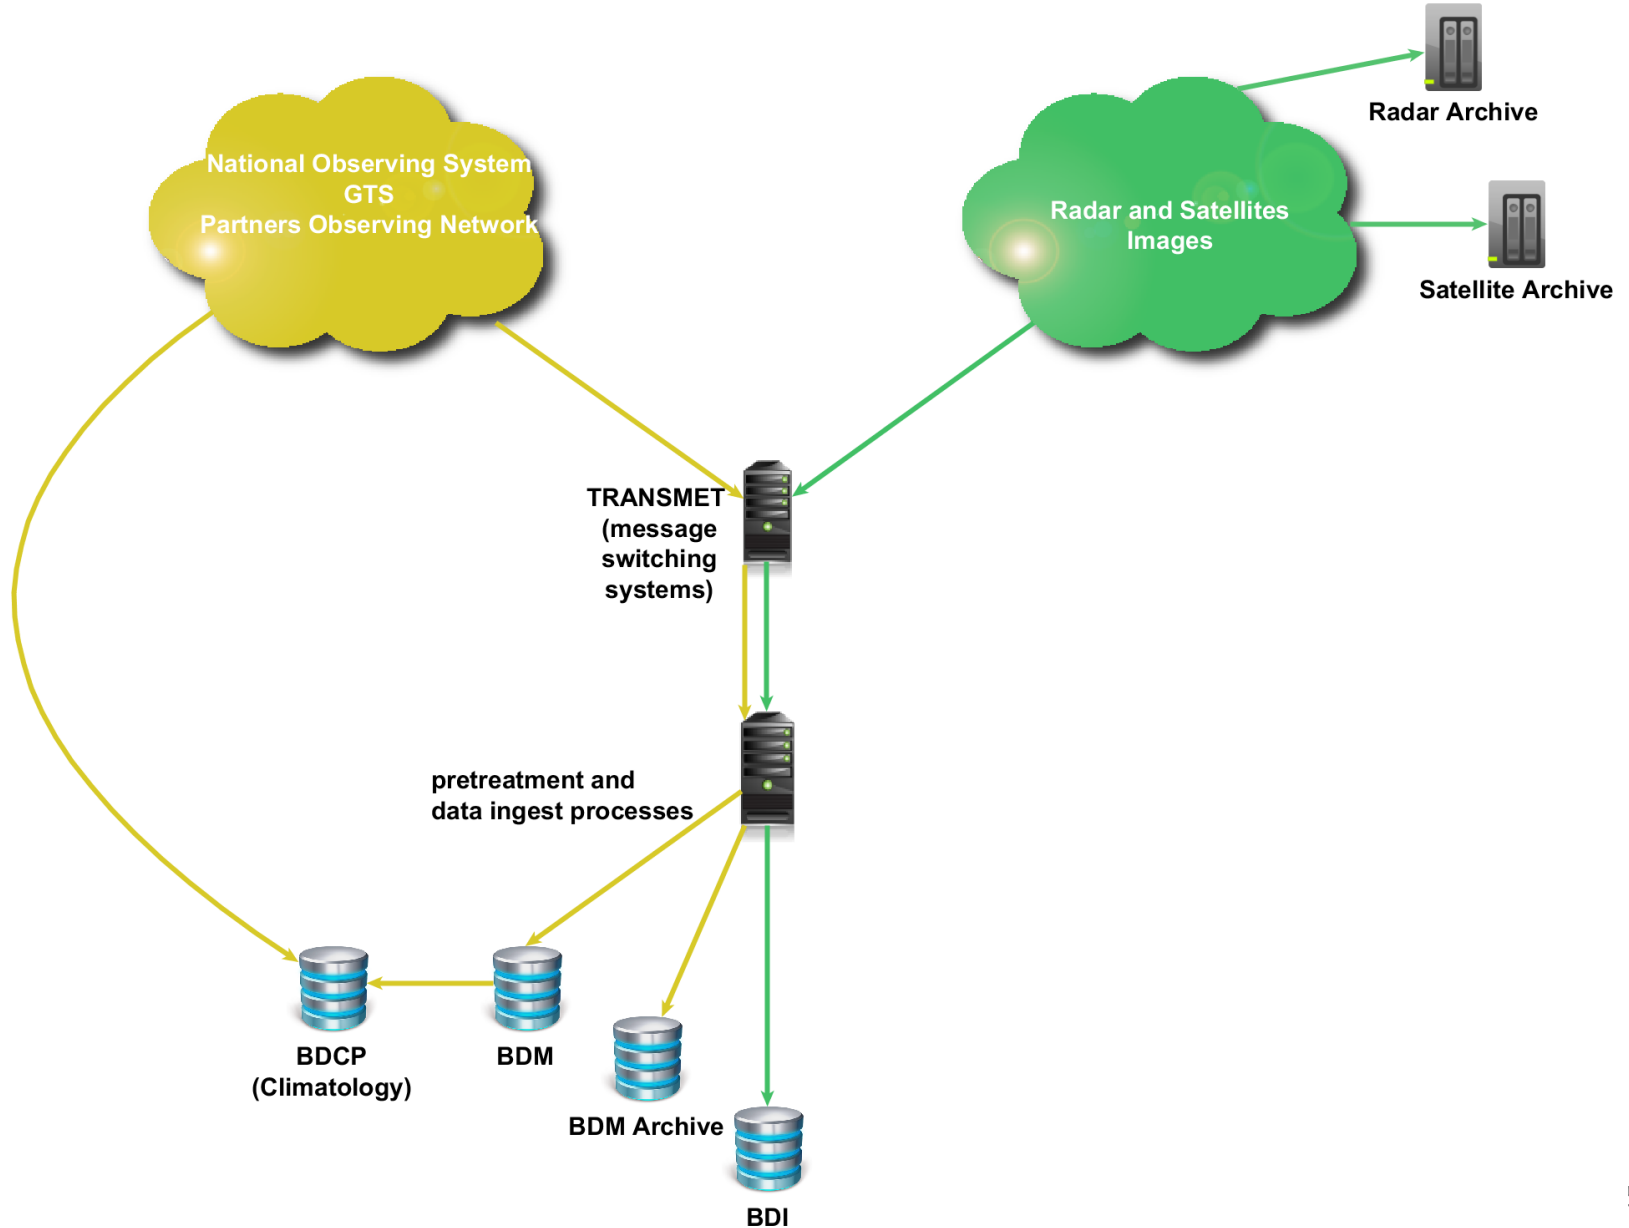 Radar Archive
National Observing System
GTS
Partners Observing Network
Radar and Satellites
Images
Satellite Archive
TRANSMET
(message
switching
systems)
pretreatment and
data ingest processes
BDCP
(Climatology)
BDM
BDM Archive
BDI